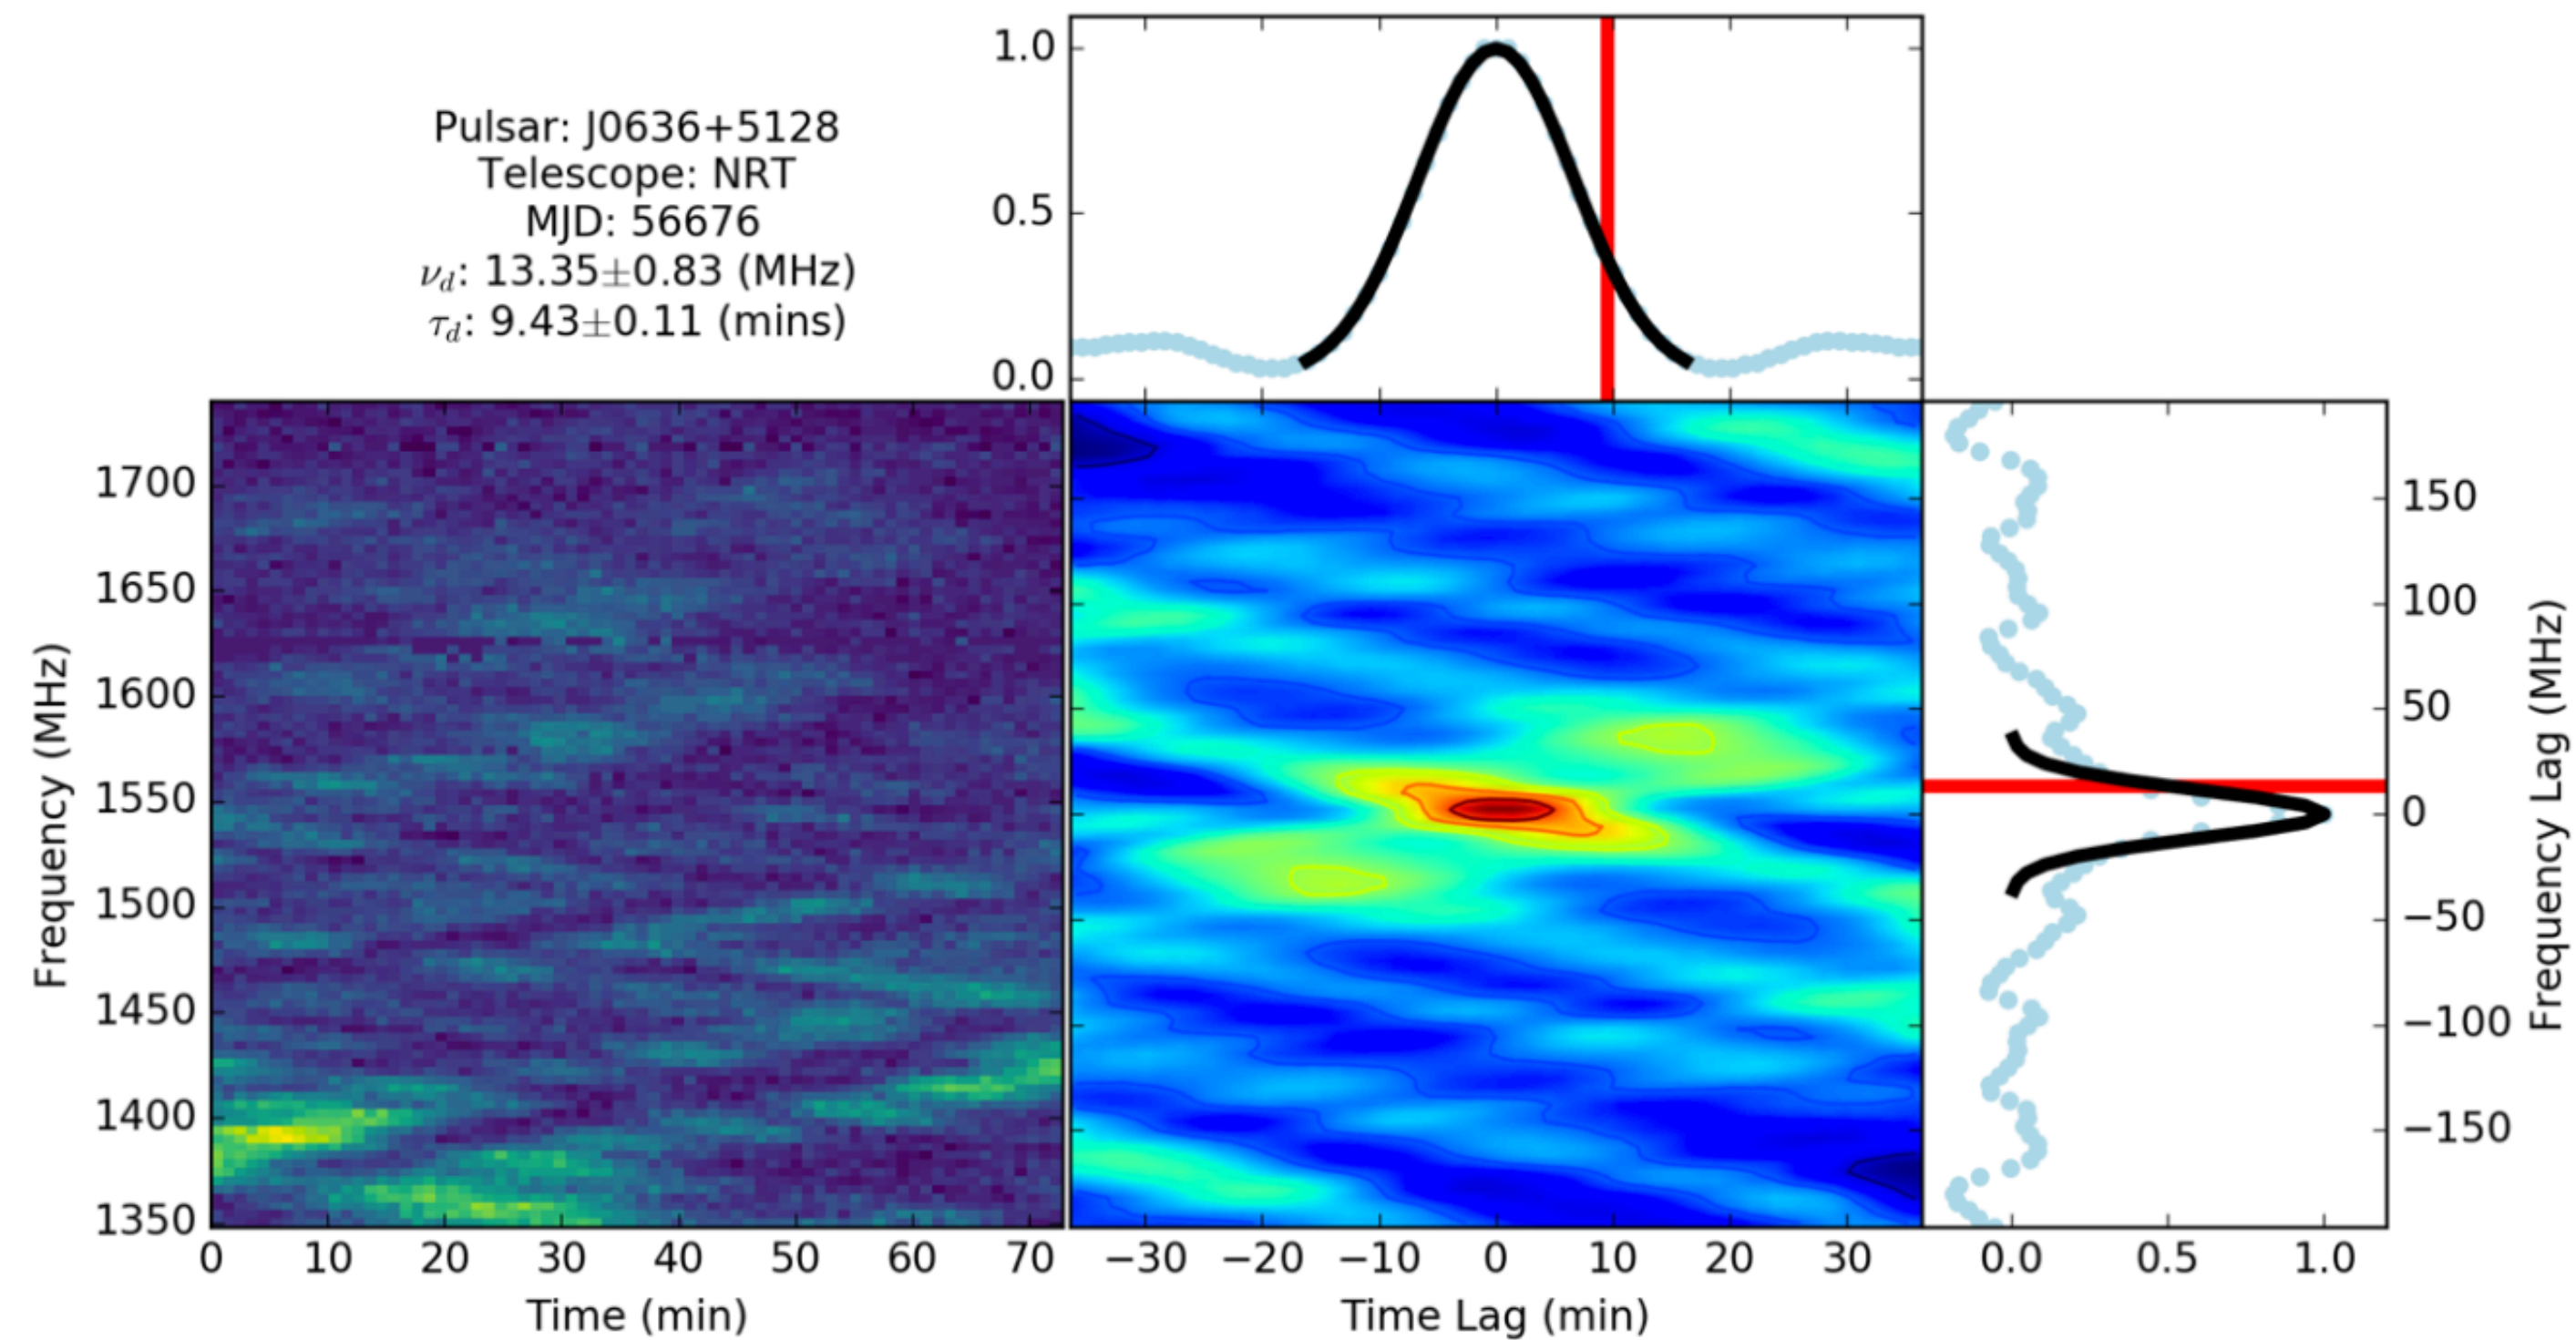 Pulsar: J0636+5128
Telescope: NRT
MJD: 56676
ν_d: 13.35±0.83 (MHz)
τ_d: 9.43±0.11 (mins)
1.0
0.5
0.0
1700
1650
1600
1550
1500
1450
1400
1350
Frequency (MHz)
0 10 20 30 40 50 60 70
Time (min)
−30 −20 −10 0 10 20 30
Time Lag (min)
0.0 0.5 1.0
150
100
50
0
−50
−100
−150
Frequency Lag (MHz)